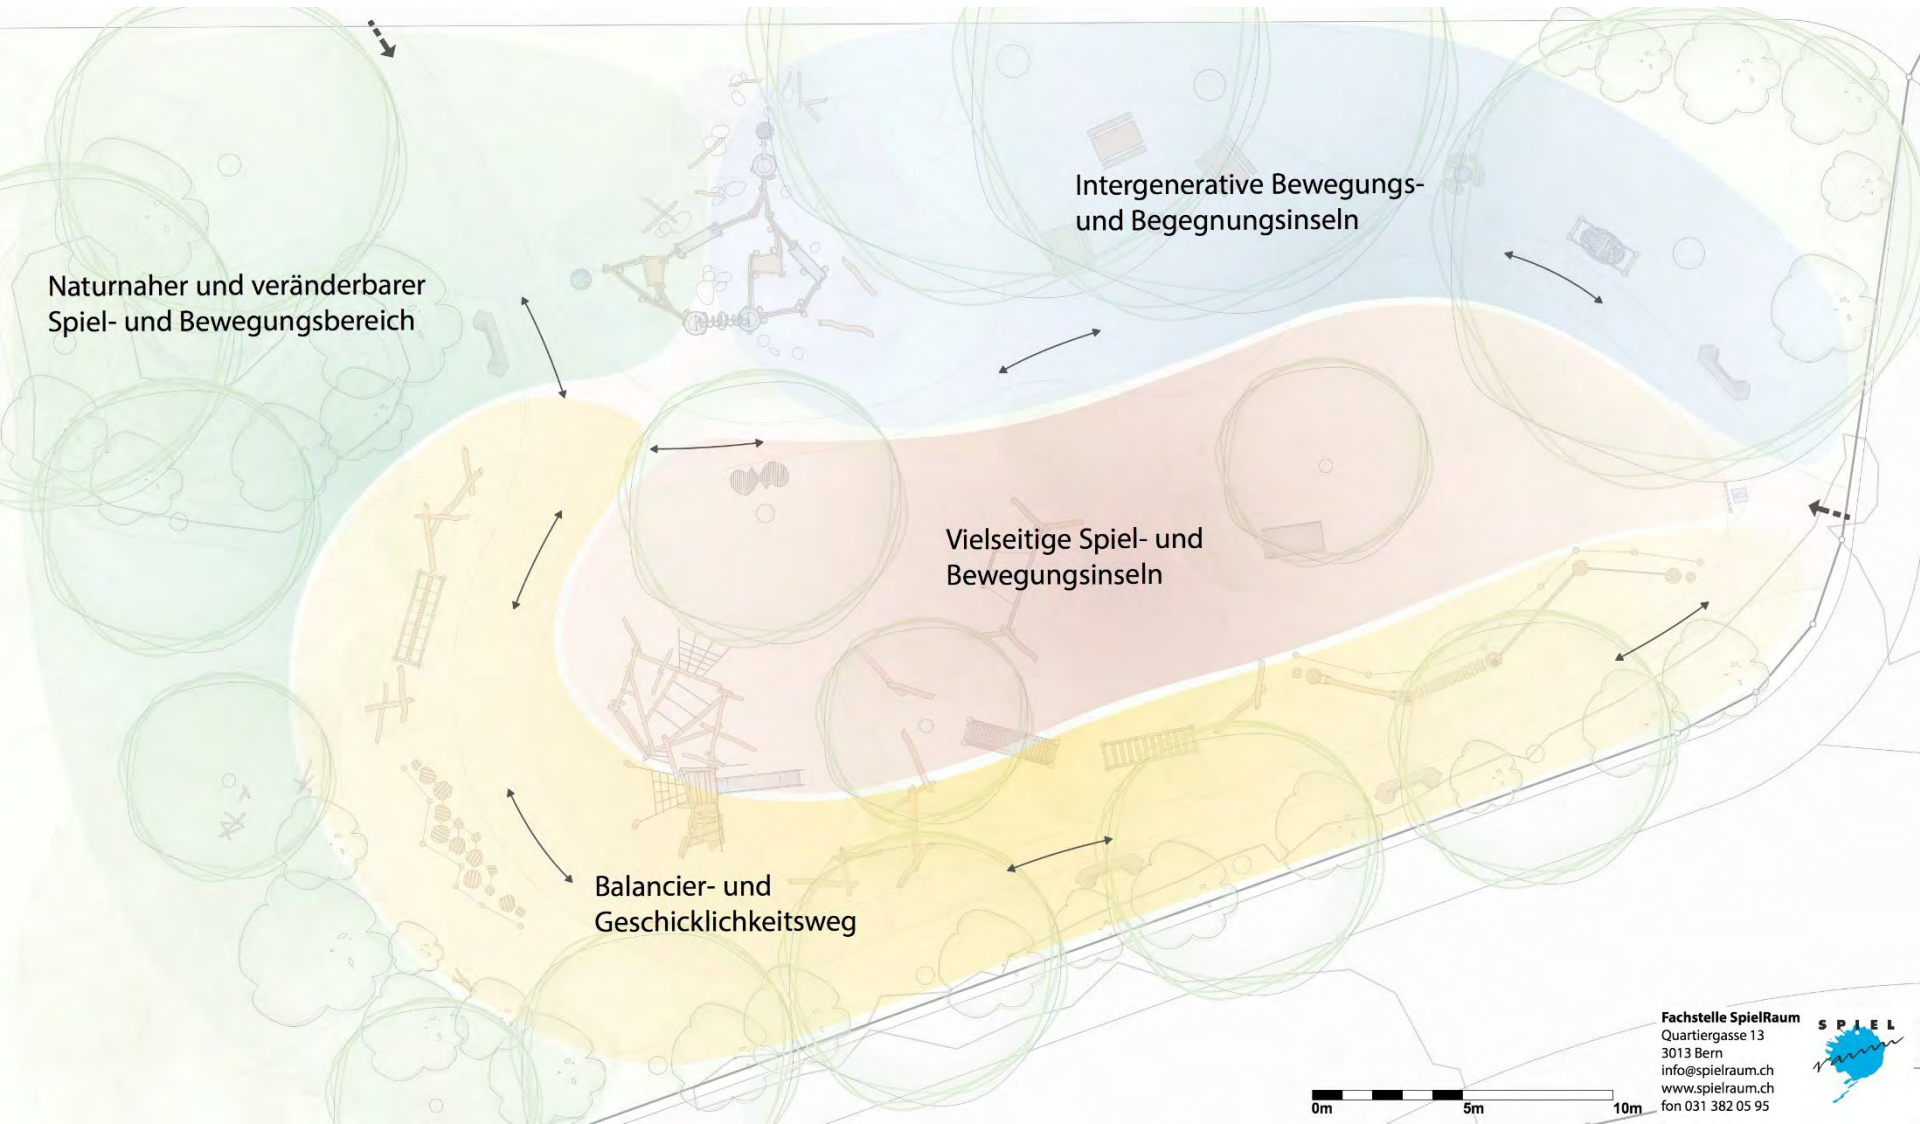 Intergenerative Bewegungs-
und Begegnungsinseln
Naturnaher und veränderbarer
Spiel- und Bewegungsbereich
Vielseitige Spiel- und
Bewegungsinseln
Balancier- und
Geschicklichkeitsweg
0m 5m 10m
Fachstelle SpielRaum
Quartiergasse 13
3013 Bern
info@spielraum.ch
www.spielraum.ch
fon 031 382 05 95
SPIEL
raum